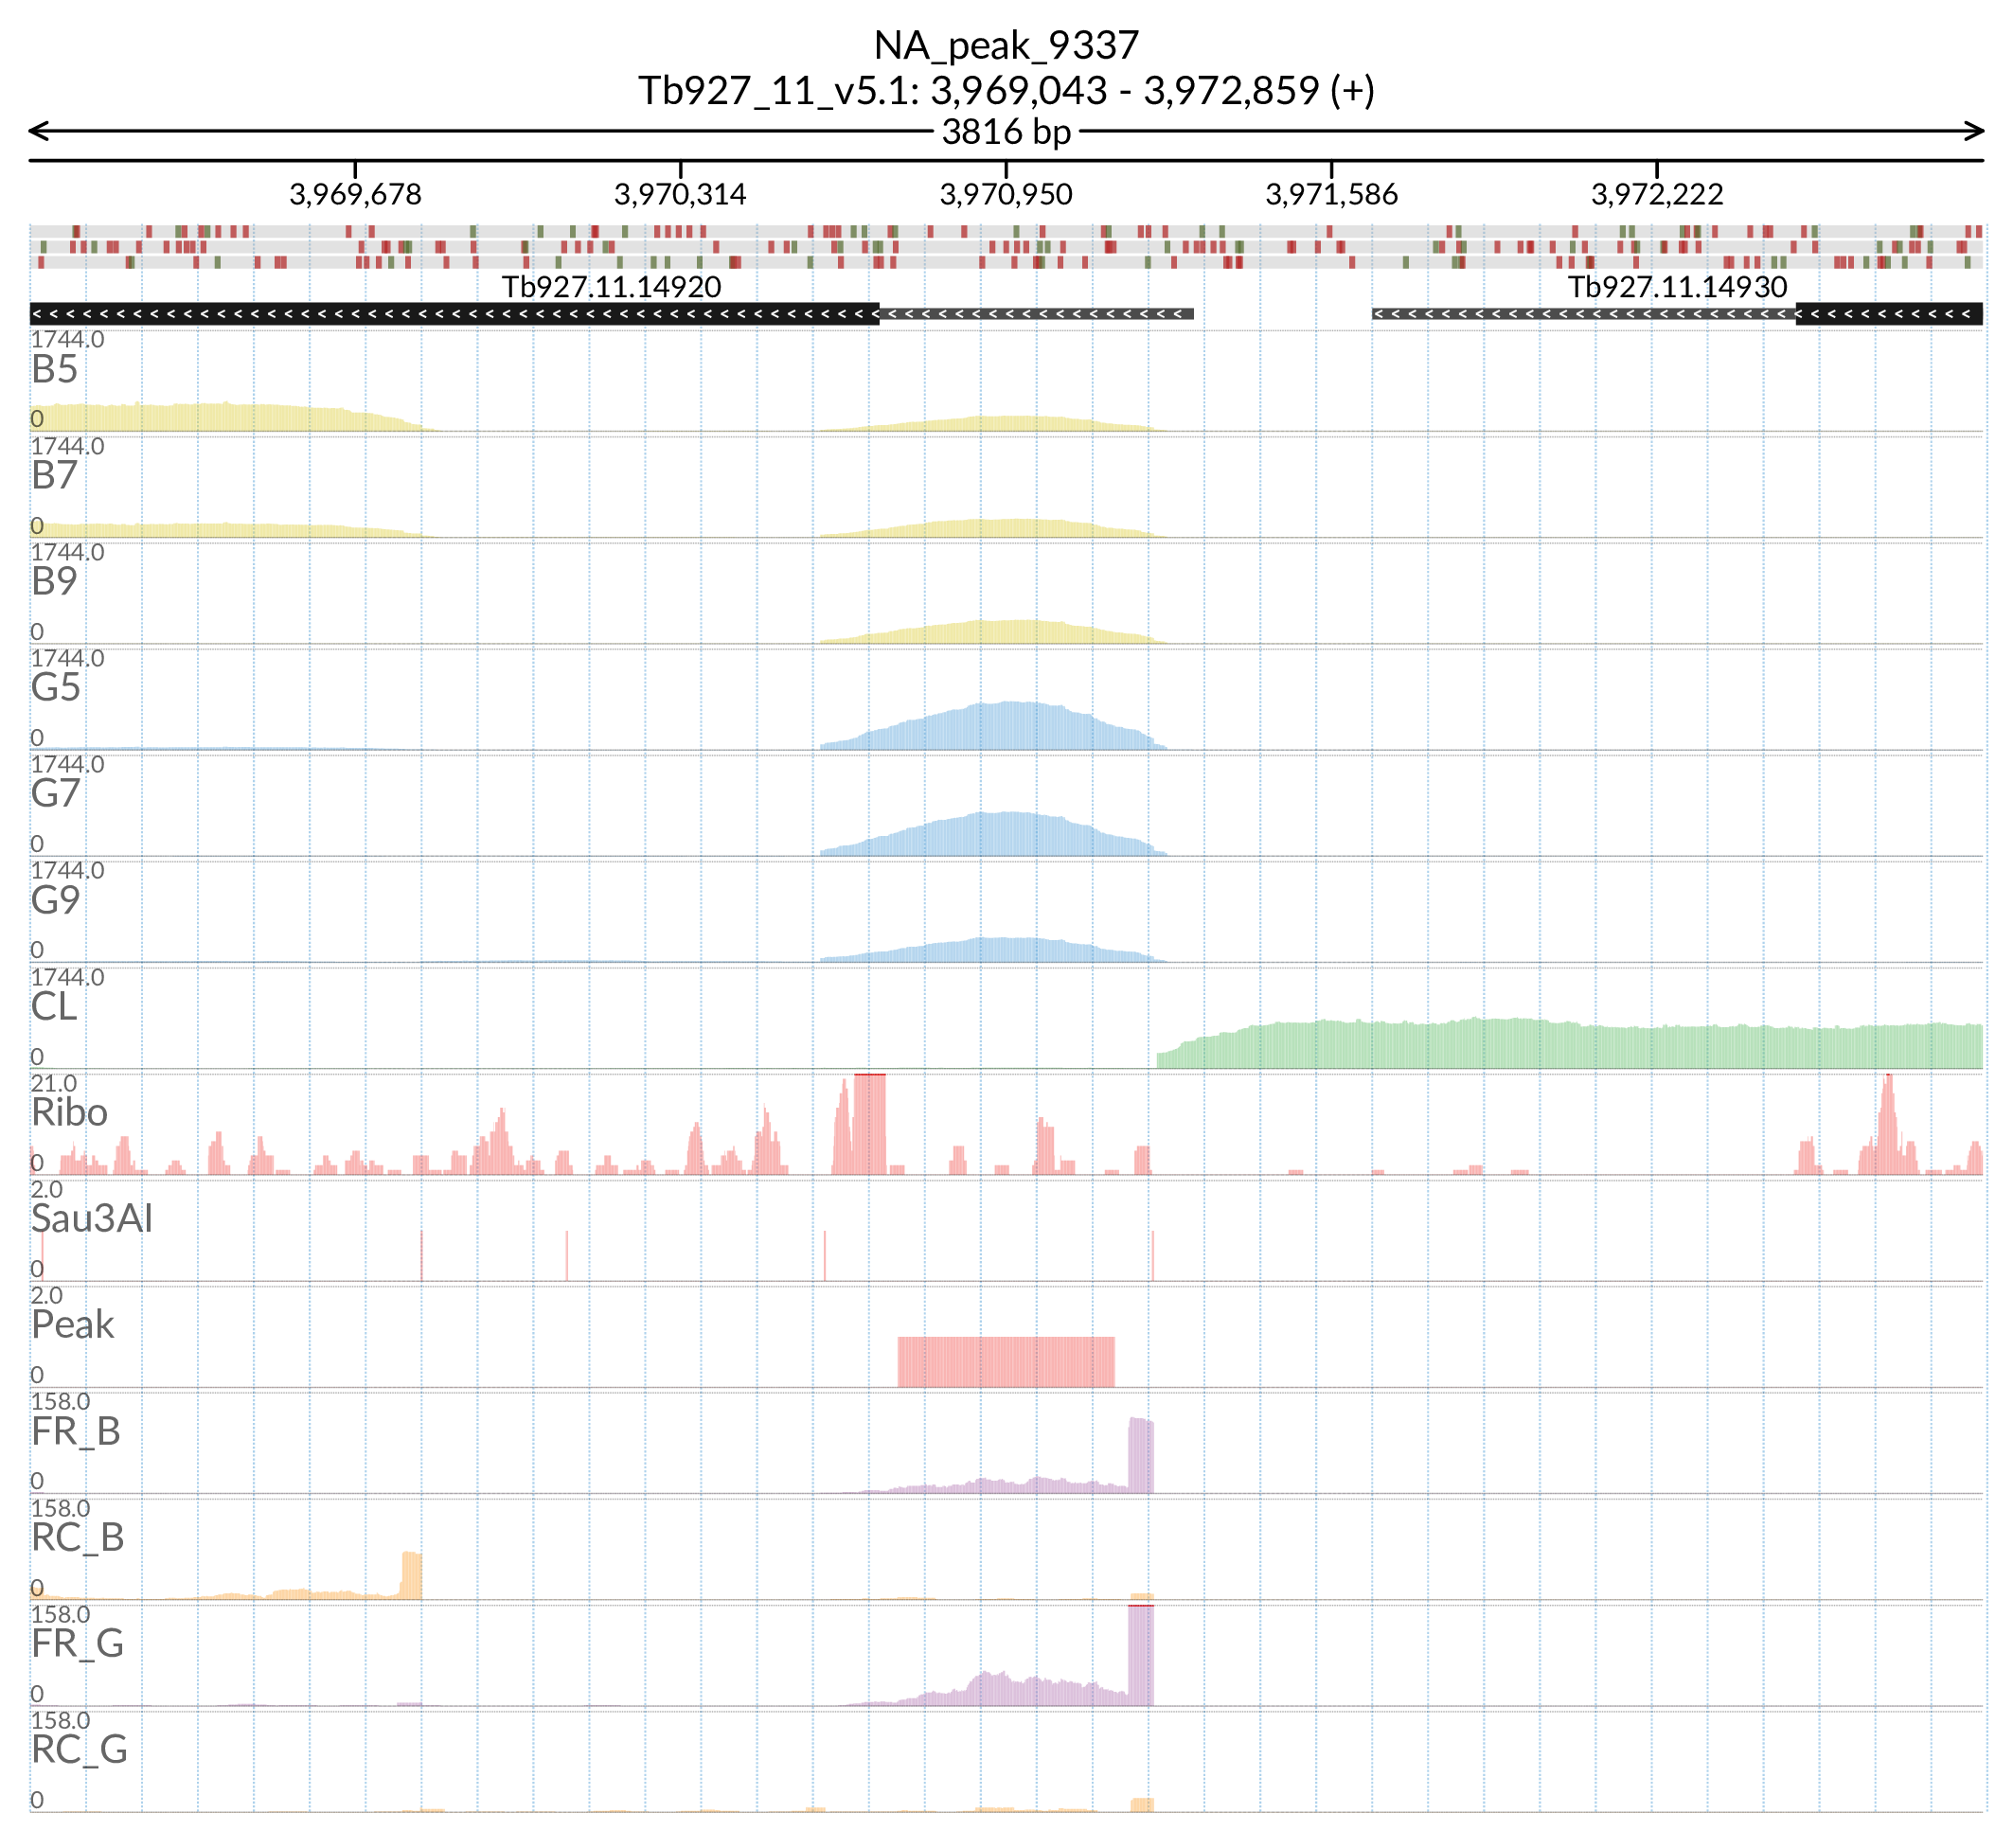 NA_peak_9337
Tb927_11_v5.1: 3,969,043 - 3,972,859 (+)
3816 bp
3,969,678 3,970,314 3,970,950 3,971,586 3,972,222
Tb927.11.14920 Tb927.11.14930
1744.0
B5
0
1744.0
B7
0
1744.0
B9
0
1744.0
G5
0
1744.0
G7
0
1744.0
G9
0
1744.0
CL
0
21.0
Ribo
0
2.0
Sau3AI
0
2.0
Peak
0
158.0
FR_B
0
158.0
RC_B
0
158.0
FR_G
0
158.0
RC_G
0